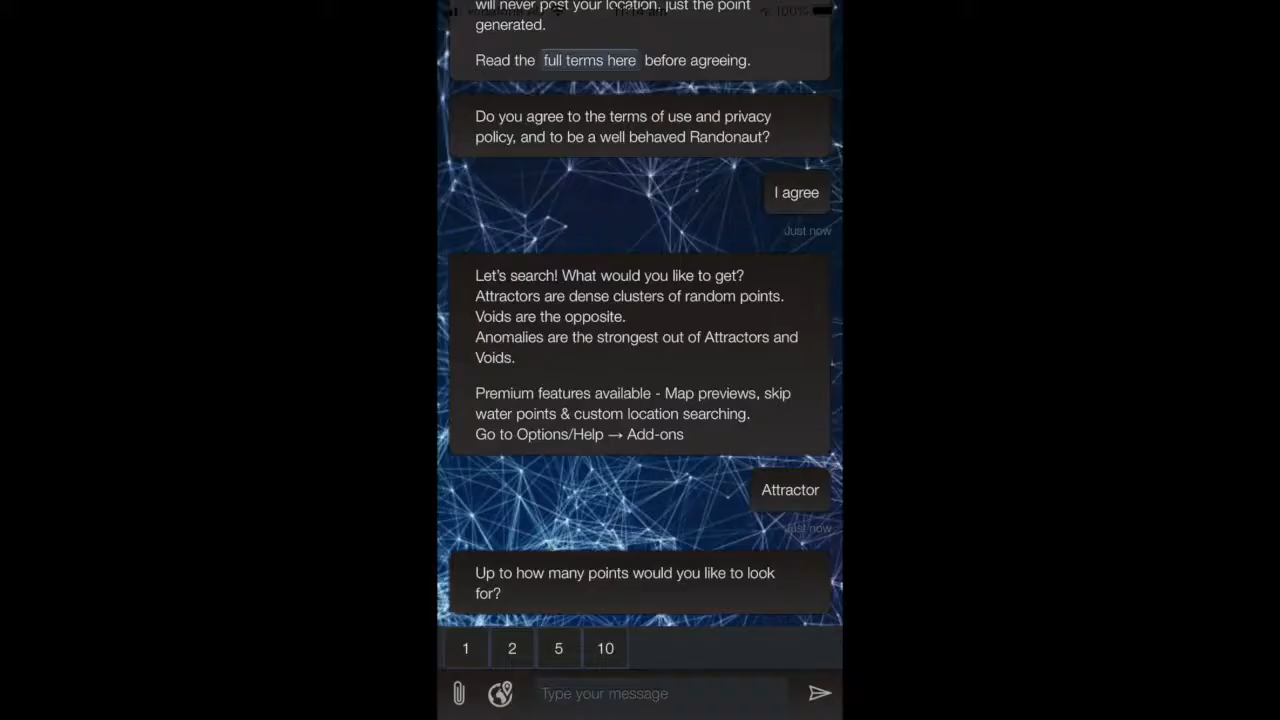 will never post your location, just the point
generated.
100%
Read the full terms here before agreeing.
Do you agree to the terms of use and privacy
policy, and to be a well behaved Randonaut?
I agree
Just now
Let's search! What would you like to get?
Attractors are dense clusters of random points.
Voids are the opposite.
Anomalies are the strongest out of Attractors and
Voids.
Premium features available - Map previews, skip
water points & custom location searching.
Go to Options/Help → Add-ons
Attractor
Just now
Up to how many points would you like to look
for?
1 2 5 10
Type your message